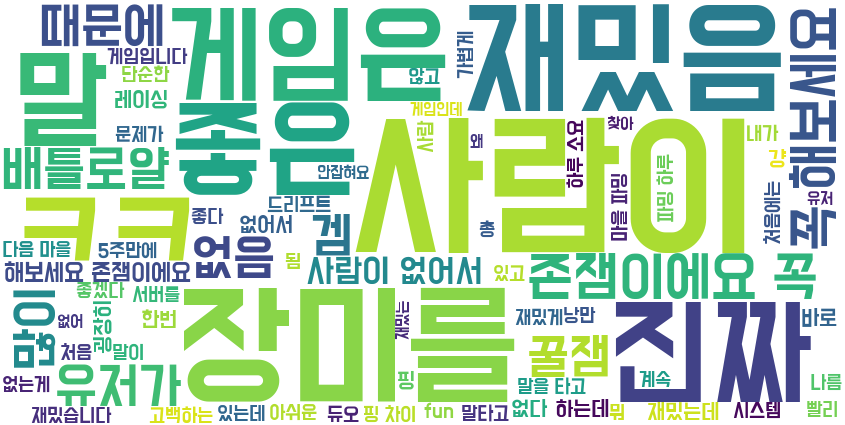 때문에
게임은
재밌음
요
게임입니다
말
단순한
않고
가볍게
세
레이싱
좋은
게임인데
보
문제가
사람
왜
하루 소요
찾아
내가
해
배틀로얄
안잡혀요
사람이
마을 파밍
파밍 하루
걍
ㅋㅋ
좋다
드리프트
겜
총
처음에는
유저
꼭
다음 마을
5주만에
없음
없어서
됨
해보세요 존잼이에요
사람이 없어서
있고
존잼이에요 꼭
좋겠다
서버들
많이
굉장히
한번
장미를
재밌는
재밌게
낭만
진짜
바로
없어
처음
말이
꿀잼
없는게
유저가
핑
말을 타고
계속
나름
재밌습니다
고백하는
있는데
아쉬운
듀오
핑 차이
fun
말타고
없다
하는데
뭐
재밌는데
시스템
빨리